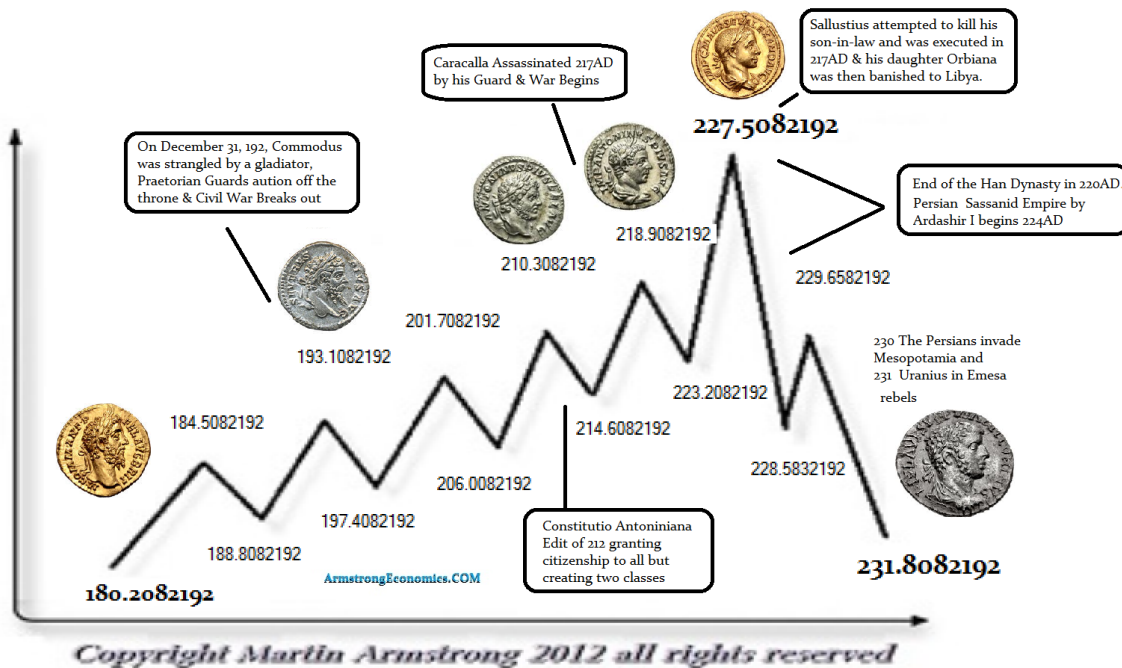 Sallustius attempted to kill his
son-in-law and was executed in
217AD & his daughter Orbiana
was then banished to Libya.
Caracalla Assassinated 217AD
by his Guard & War Begins
227.5082192
On December 31, 192, Commodus
was strangled by a gladiator,
Praetorian Guards aution off the
throne & Civil War Breaks out
End of the Han Dynasty in 220AD,
Persian Sassanid Empire by
Ardashir I begins 224AD
218.9082192
210.3082192
229.6582192
201.7082192
193.1082192
230 The Persians invade
Mesopotamia and
231 Uranius in Emesa
rebels
184.5082192
223.2082192
214.6082192
228.5832192
206.0082192
197.4082192
188.8082192
Constitutio Antoniniana
Edit of 212 granting
citizenship to all but
creating two classes
ArmstrongEconomics.COM
180.2082192
231.8082192
Copyright Martin Armstrong 2012 all rights reserved